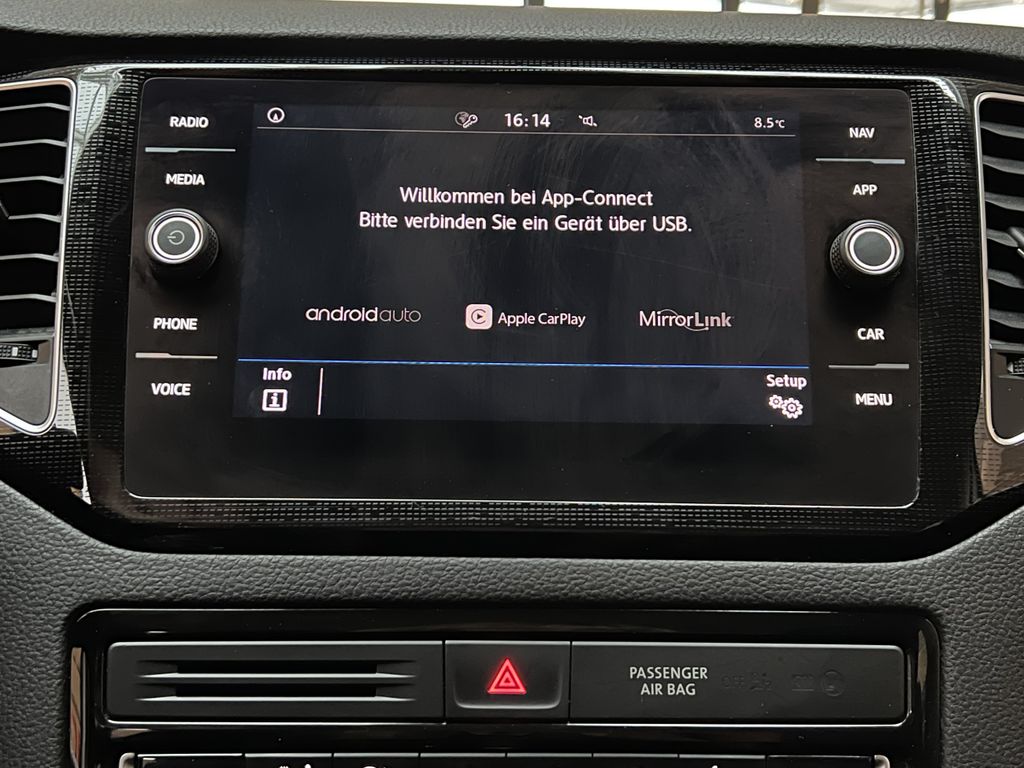 RADIO
MEDIA
PHONE
VOICE
16:14
8.5°C
Willkommen bei App-Connect
Bitte verbinden Sie ein Gerät über USB.
androidauto
Apple CarPlay
MirrorLink
Info
i
Setup
NAV
APP
CAR
MENU
PASSENGER
AIR BAG
OFF